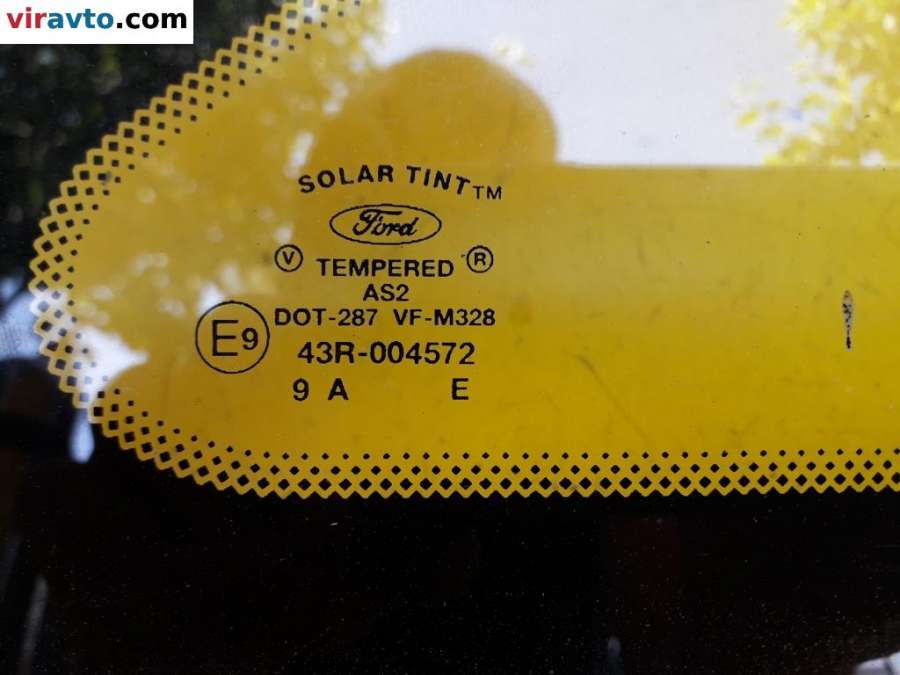 viravto.com
SOLAR TINT™
Ford
V TEMPERED R
AS2
DOT-287 VF-M328
E9
43R-004572
9 A E